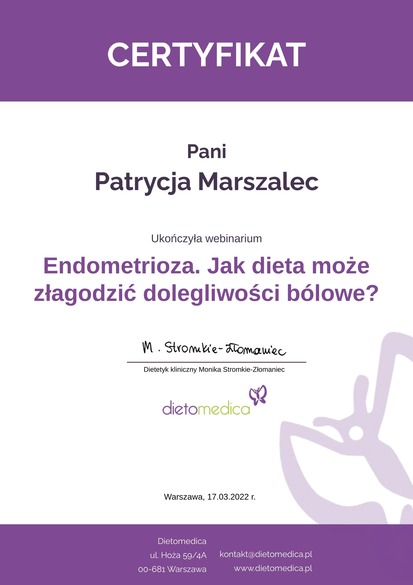 CERTYFIKAT
Pani
Patrycja Marszalec
Ukończyła webinarium
Endometrioza. Jak dieta może
złagodzić dolegliwości bólowe?
M. Stromkie-Złomaniec
Dietetyk kliniczny Monika Stromkie-Złomaniec
dietomedica
Warszawa, 17.03.2022 r.
Dietomedica
ul. Hoża 59/4A
00-681 Warszawa
kontakt@dietomedica.pl
www.dietomedica.pl